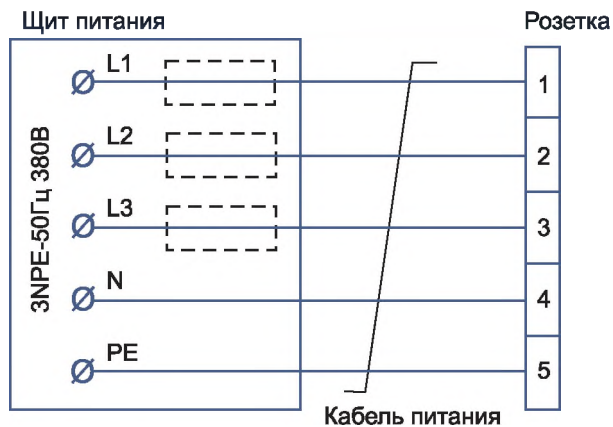 Щит питания
Розетка
3NPE-50Гц 380В
L1
1
L2
2
L3
3
N
4
PE
5
Кабель питания